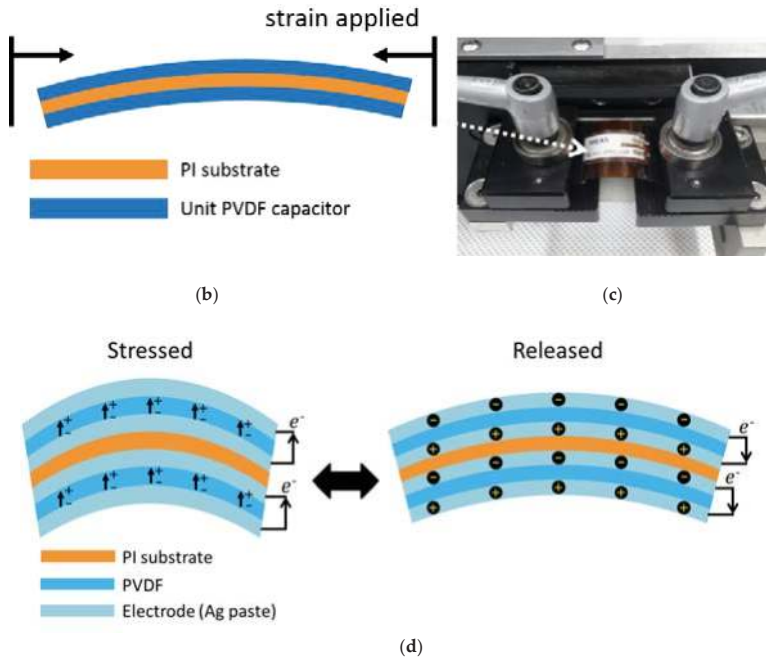 strain applied
PI substrate
Unit PVDF capacitor
(b)
(c)
Stressed
Released
+ + + + +
- - - - -
e-
+ + + + +
- - - - -
e-
- - - - -
+ + + + +
e-
- - - - -
+ + + + +
e-
PI substrate
PVDF
Electrode (Ag paste)
(d)